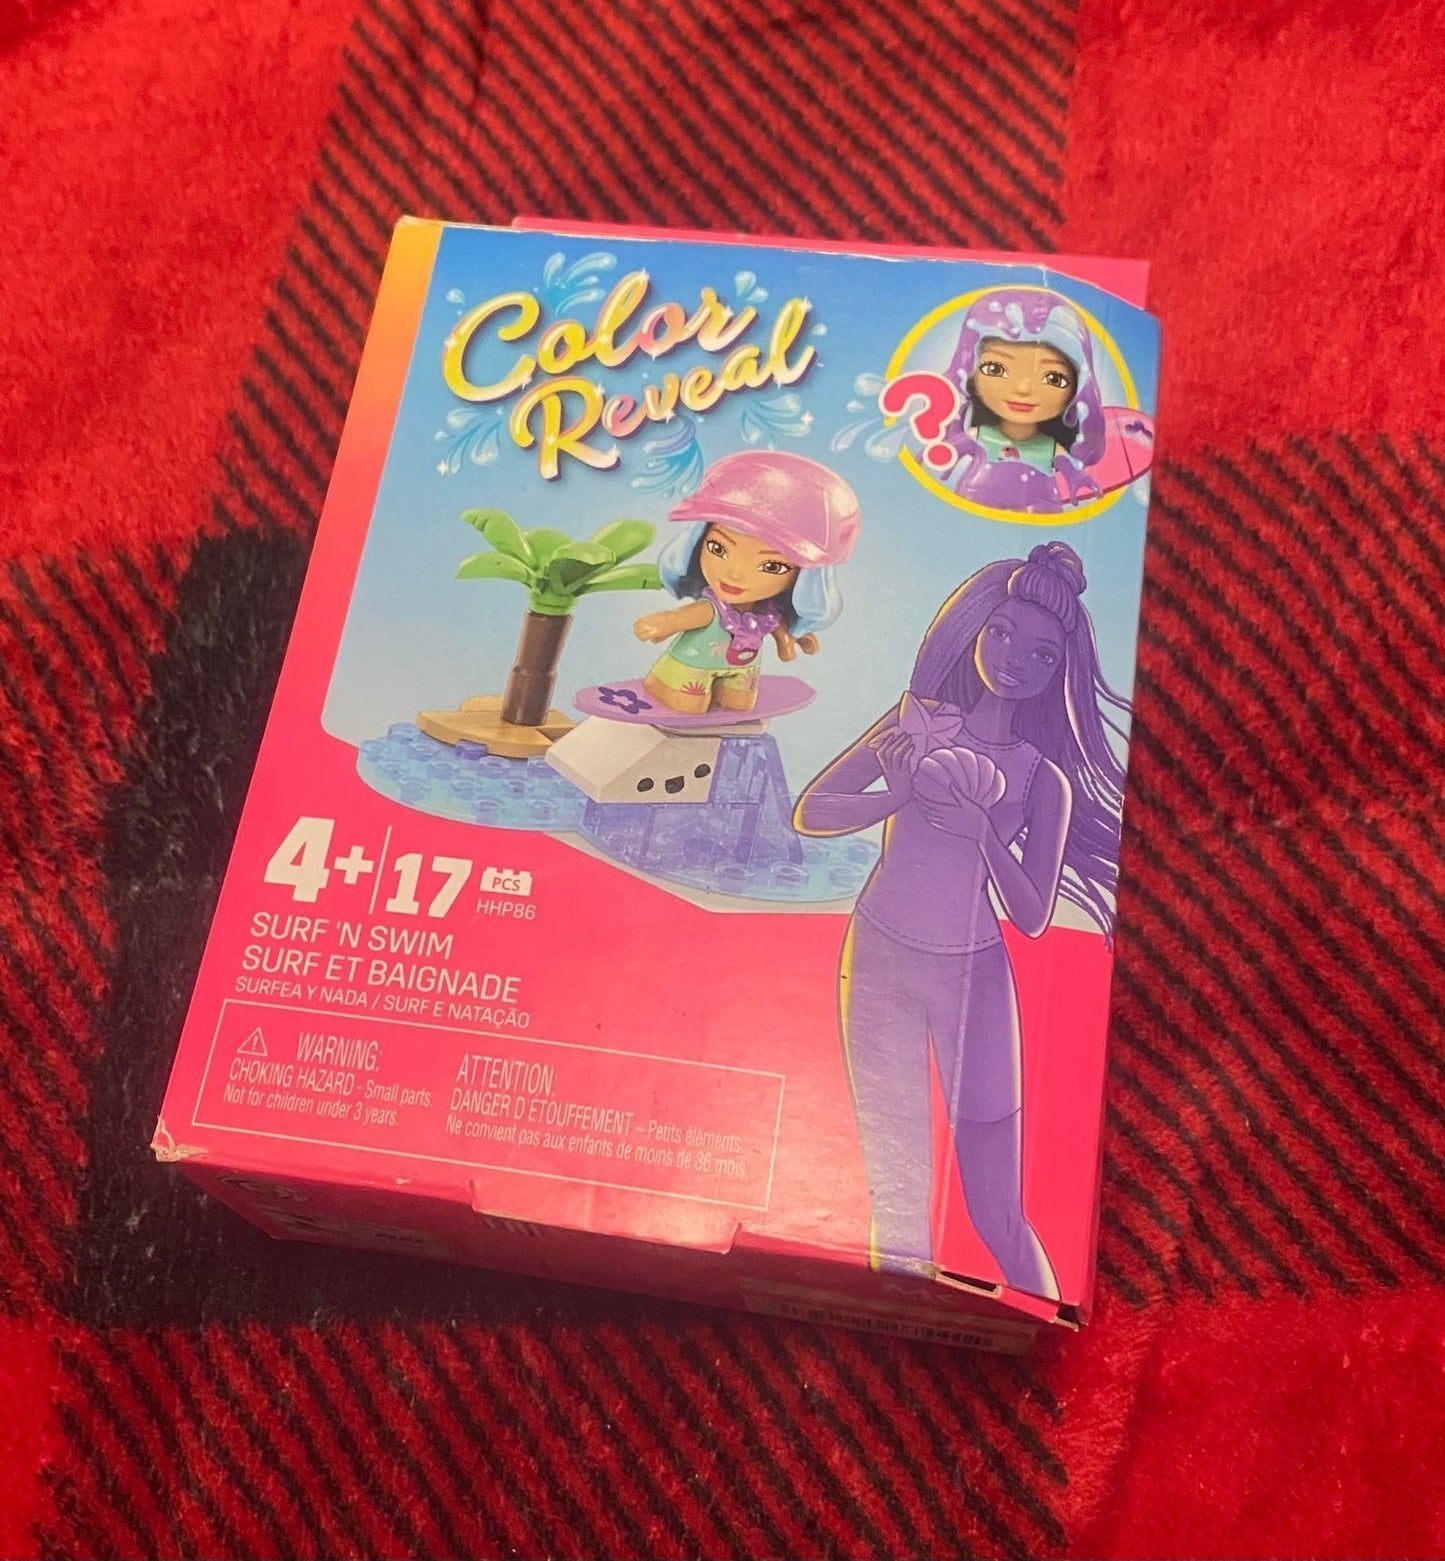 Color
Reveal
?
4+ 17 PCS
HHP86
SURF 'N SWIM
SURF ET BAIGNADE
SURFEA Y NADA / SURF E NATAÇÃO
WARNING:
CHOKING HAZARD - Small parts.
Not for children under 3 years.
ATTENTION:
DANGER D'ÉTOUFFEMENT – Petits éléments.
Ne convient pas aux enfants de moins de 36 mois.